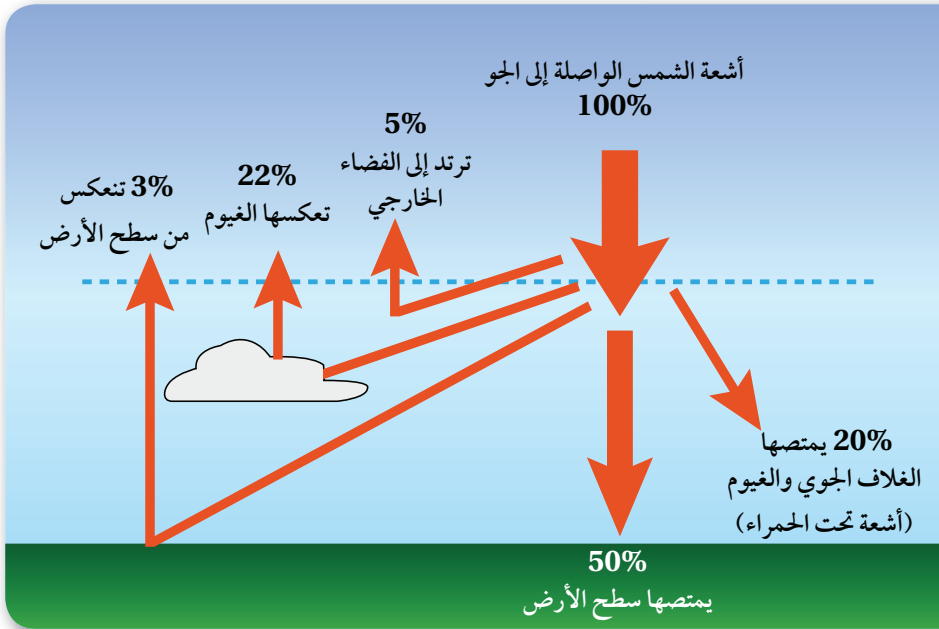 أشعة الشمس الواصلة إلى الجو
100%
5%
ترتد إلى الفضاء
الخارجي
22%
تعكسها الغيوم
3% تنعكس
من سطح الأرض
20% يمتصها
الغلاف الجوي والغيوم
(أشعة تحت الحمراء)
50%
يمتصها سطح الأرض